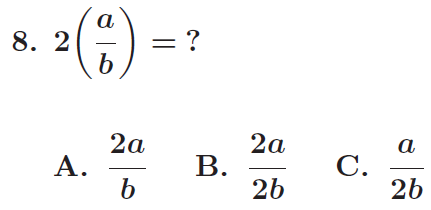 8. 2(a/b) = ?
A. 2a/b B. 2a/2b C. a/2b